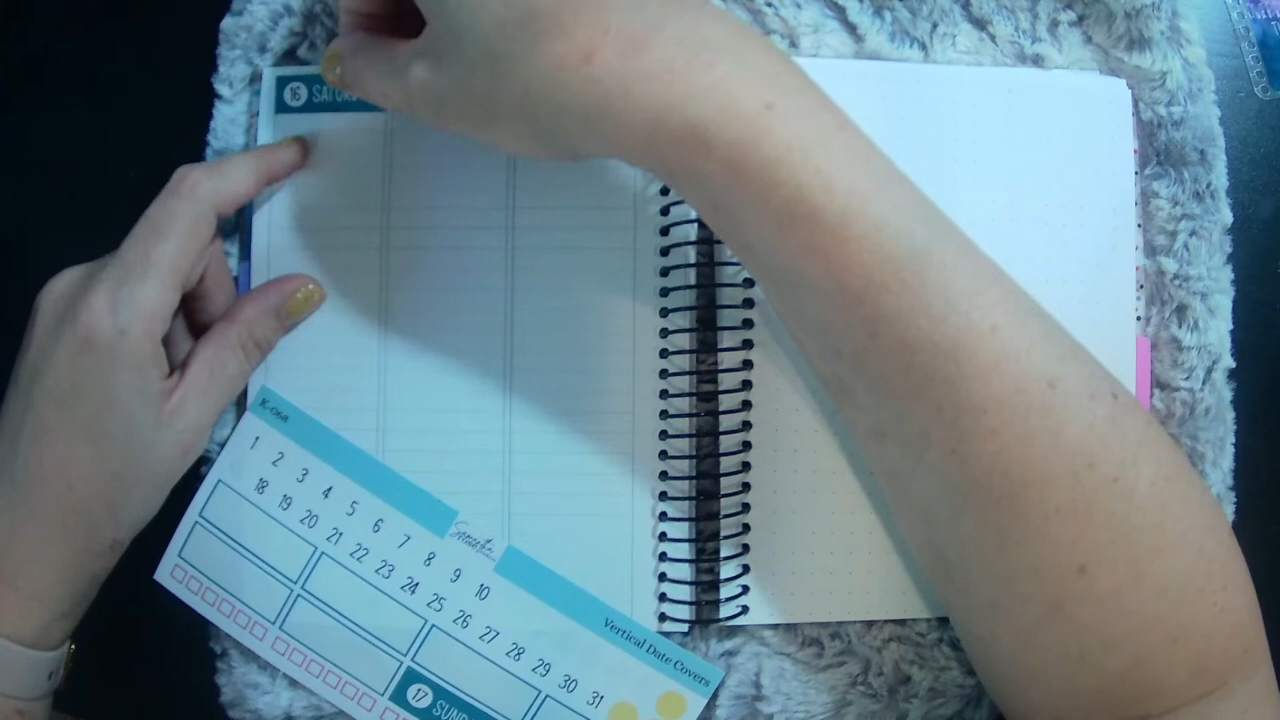 16 SATURD
K-068
1 2 3 4 5 6 7 8 9 10
18 19 20 21 22 23 24 25 26 27 28 29 30 31
Vertical Date Covers
17 SUND